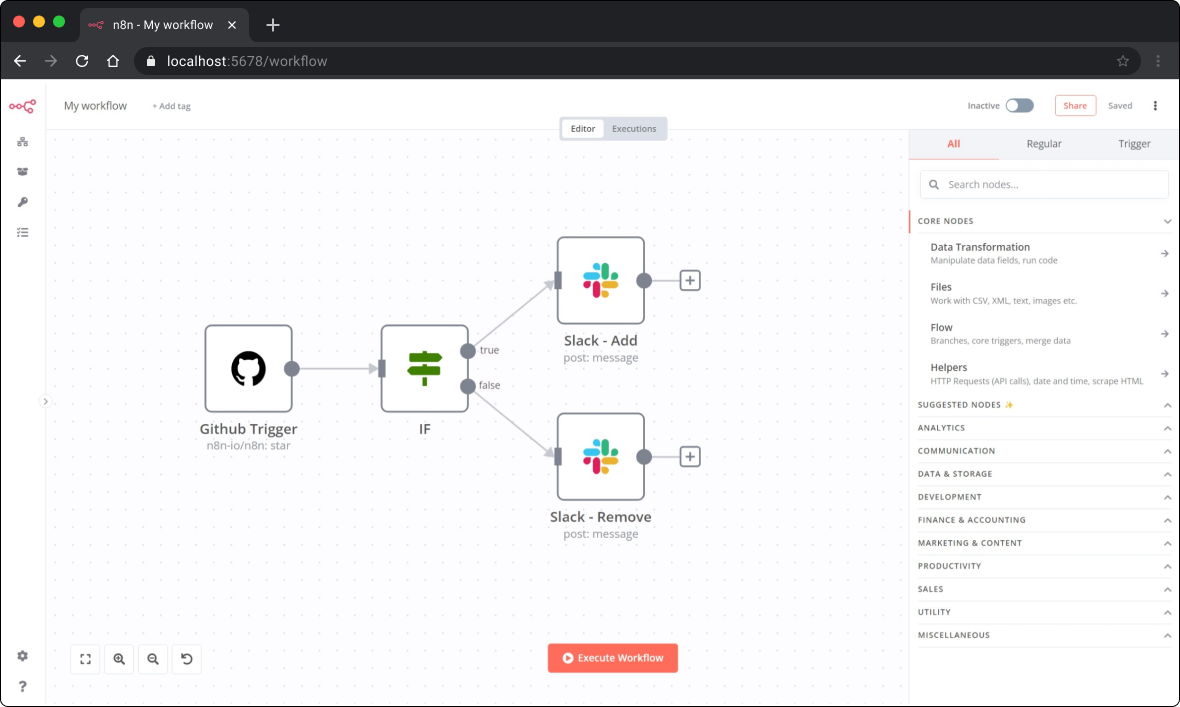 n8n - My workflow
localhost:5678/workflow
My workflow
+ Add tag
Inactive
Share
Saved
Editor
Executions
All
Regular
Trigger
Search nodes...
CORE NODES
Data Transformation
Manipulate data fields, run code
Files
Work with CSV, XML, text, images etc.
Flow
Branches, core triggers, merge data
Helpers
HTTP Requests (API calls), date and time, scrape HTML
SUGGESTED NODES ✨
ANALYTICS
COMMUNICATION
DATA & STORAGE
DEVELOPMENT
FINANCE & ACCOUNTING
MARKETING & CONTENT
PRODUCTIVITY
SALES
UTILITY
MISCELLANEOUS
Github Trigger
n8n-io/n8n: star
IF
true
false
Slack - Add
post: message
Slack - Remove
post: message
Execute Workflow